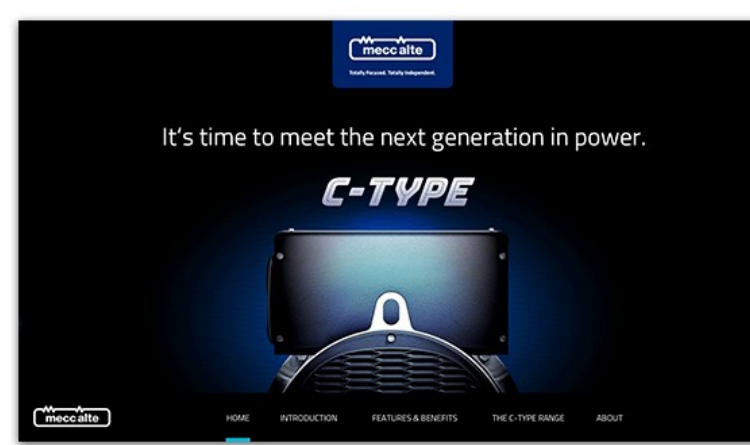 mecc alte
Totally Focused. Totally Independent.
It's time to meet the next generation in power.
C-TYPE
mecc alte
HOME INTRODUCTION FEATURES & BENEFITS THE C-TYPE RANGE ABOUT